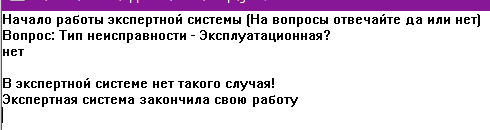 Начало работы экспертной системы (На вопросы отвечайте да или нет)
Вопрос: Тип неисправности - Эксплуатационная?
нет
В экспертной системе нет такого случая!
Экспертная система закончила свою работу